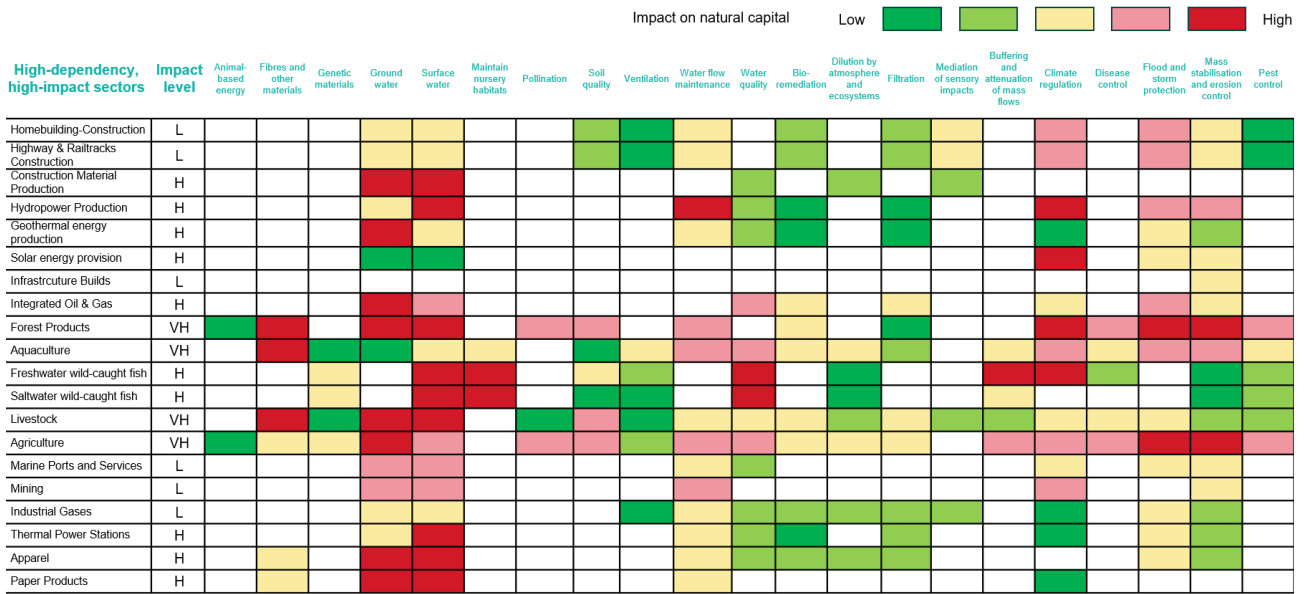 Impact on natural capital Low High
High-dependency, high-impact sectors
Impact level
Animal-based energy
Fibres and other materials
Genetic materials
Ground water
Surface water
Maintain nursery habitats
Pollination
Soil quality
Ventilation
Water flow maintenance
Water quality
Bio-remediation
Dilution by atmosphere and ecosystems
Filtration
Mediation of sensory impacts
Buffering and attenuation of mass flows
Climate regulation
Disease control
Flood and storm protection
Mass stabilisation and erosion control
Pest control
Homebuilding-Construction L
Highway & Railtracks
Construction L
Construction Material
Production H
Hydropower Production H
Geothermal energy
production H
Solar energy provision H
Infrastrcuture Builds L
Integrated Oil & Gas H
Forest Products VH
Aquaculture VH
Freshwater wild-caught fish H
Saltwater wild-caught fish H
Livestock VH
Agriculture VH
Marine Ports and Services L
Mining L
Industrial Gases L
Thermal Power Stations H
Apparel H
Paper Products H